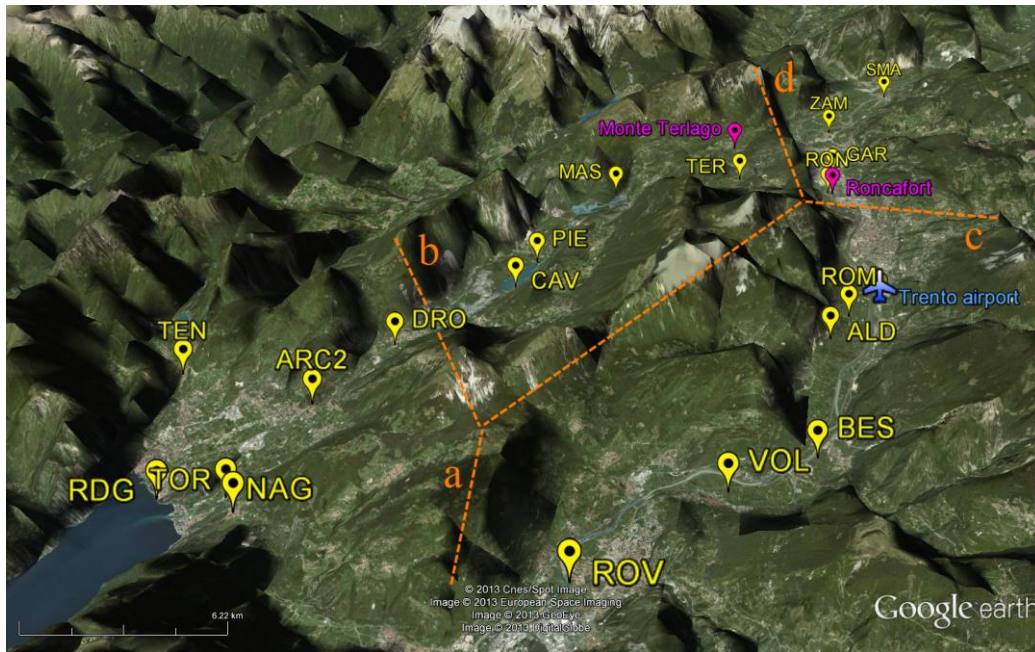 d
SMA
ZAM
Monte Terlago
TER
RON
GAR
Roncafort
MAS
b
PIE
c
CAV
ROM
Trento airport
DRO
ALD
TEN
ARC2
BES
VOL
a
RDG
TOR
NAG
ROV
© 2013 Cnes/Spot Image
Image © 2013 European Space Imaging
Image © 2013 GeoEye
Image © 2013 DigitalGlobe
6.22 km
Google earth